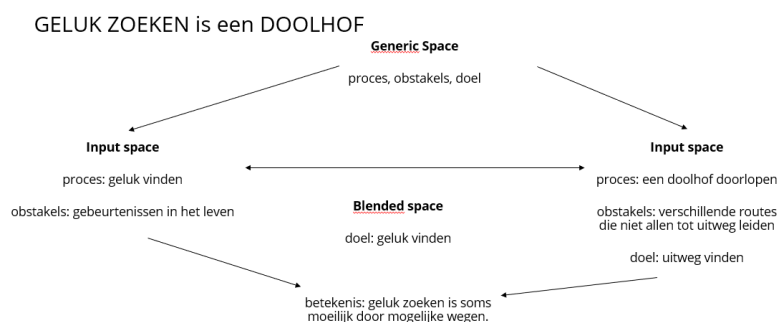 GELUK ZOEKEN is een DOOLHOF
Generic Space
proces, obstakels, doel
Input space
proces: geluk vinden
obstakels: gebeurtenissen in het leven
Input space
proces: een doolhof doorlopen
obstakels: verschillende routes
die niet allen tot uitweg leiden
doel: uitweg vinden
Blended space
doel: geluk vinden
betekenis: geluk zoeken is soms
moeilijk door mogelijke wegen.